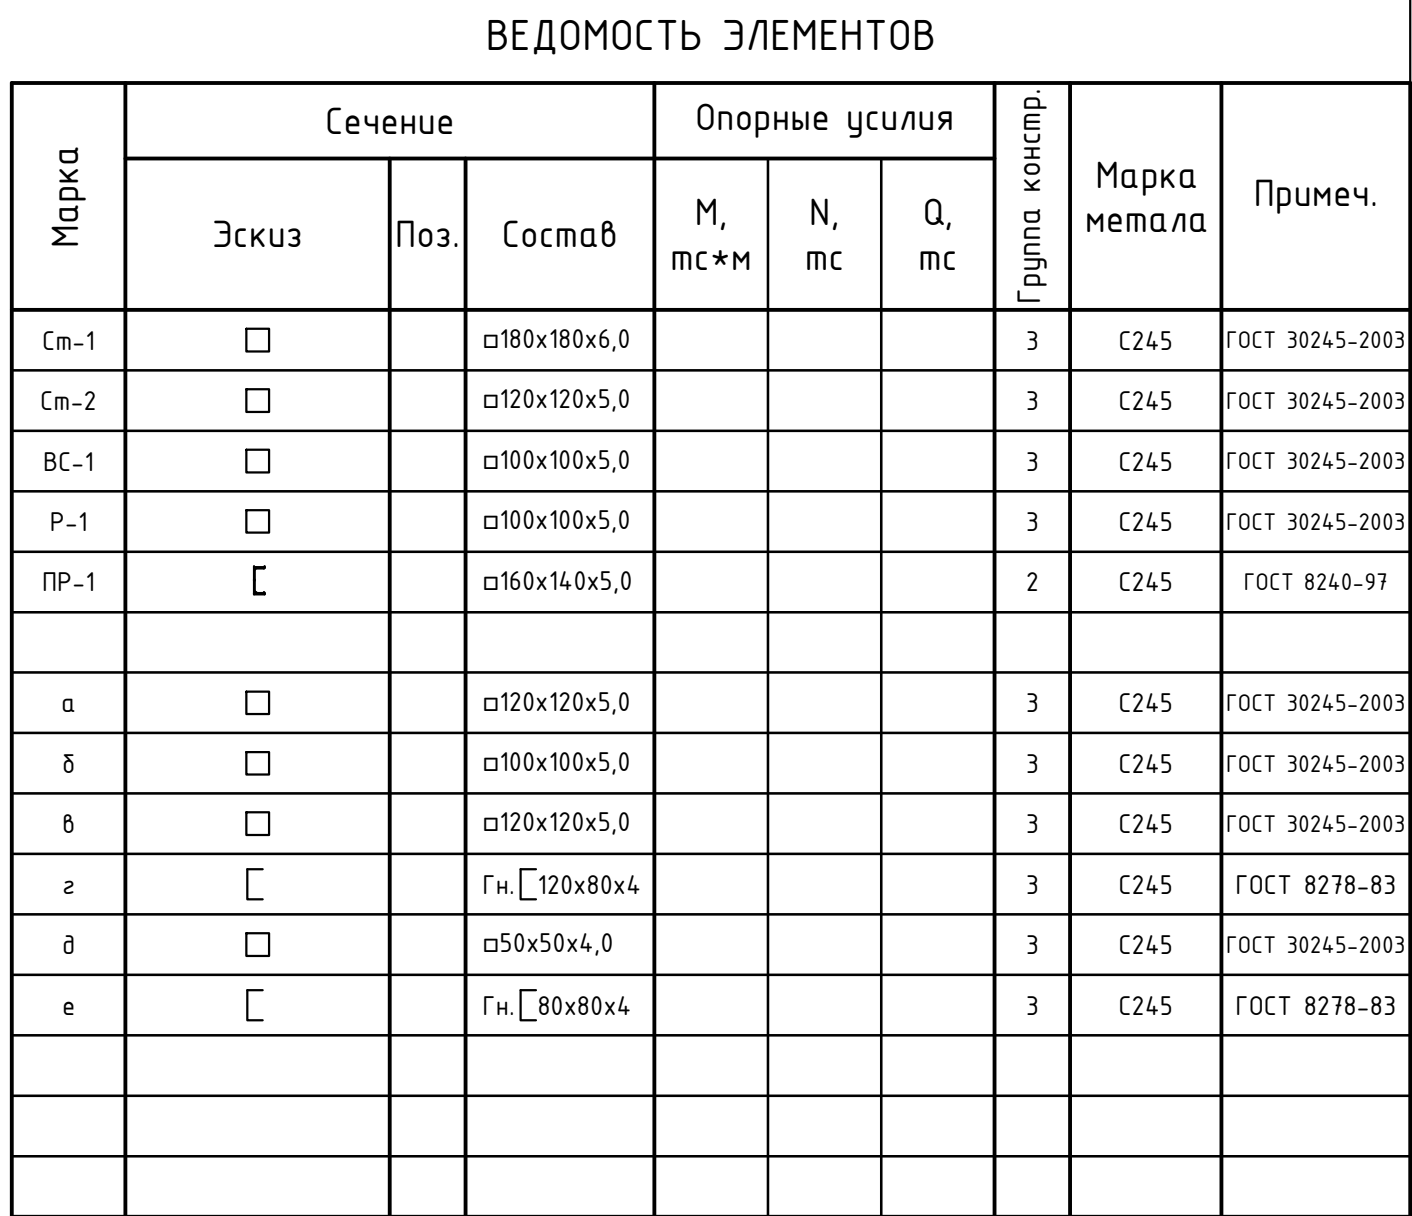 ВЕДОМОСТЬ ЭЛЕМЕНТОВ
Марка Сечение Опорные усилия Группа констр. Марка метала Примеч.
Эскиз Поз. Состав М, тс*м N, тс Q, тс
Ст-1 □180х180х6,0 3 С245 ГОСТ 30245-2003
Ст-2 □120х120х5,0 3 С245 ГОСТ 30245-2003
ВС-1 □100х100х5,0 3 С245 ГОСТ 30245-2003
Р-1 □100х100х5,0 3 С245 ГОСТ 30245-2003
ПР-1 □160х140х5,0 2 С245 ГОСТ 8240-97
а □120х120х5,0 3 С245 ГОСТ 30245-2003
б □100х100х5,0 3 С245 ГОСТ 30245-2003
в □120х120х5,0 3 С245 ГОСТ 30245-2003
г Гн.[120х80х4 3 С245 ГОСТ 8278-83
д □50х50х4,0 3 С245 ГОСТ 30245-2003
е Гн.[80х80х4 3 С245 ГОСТ 8278-83